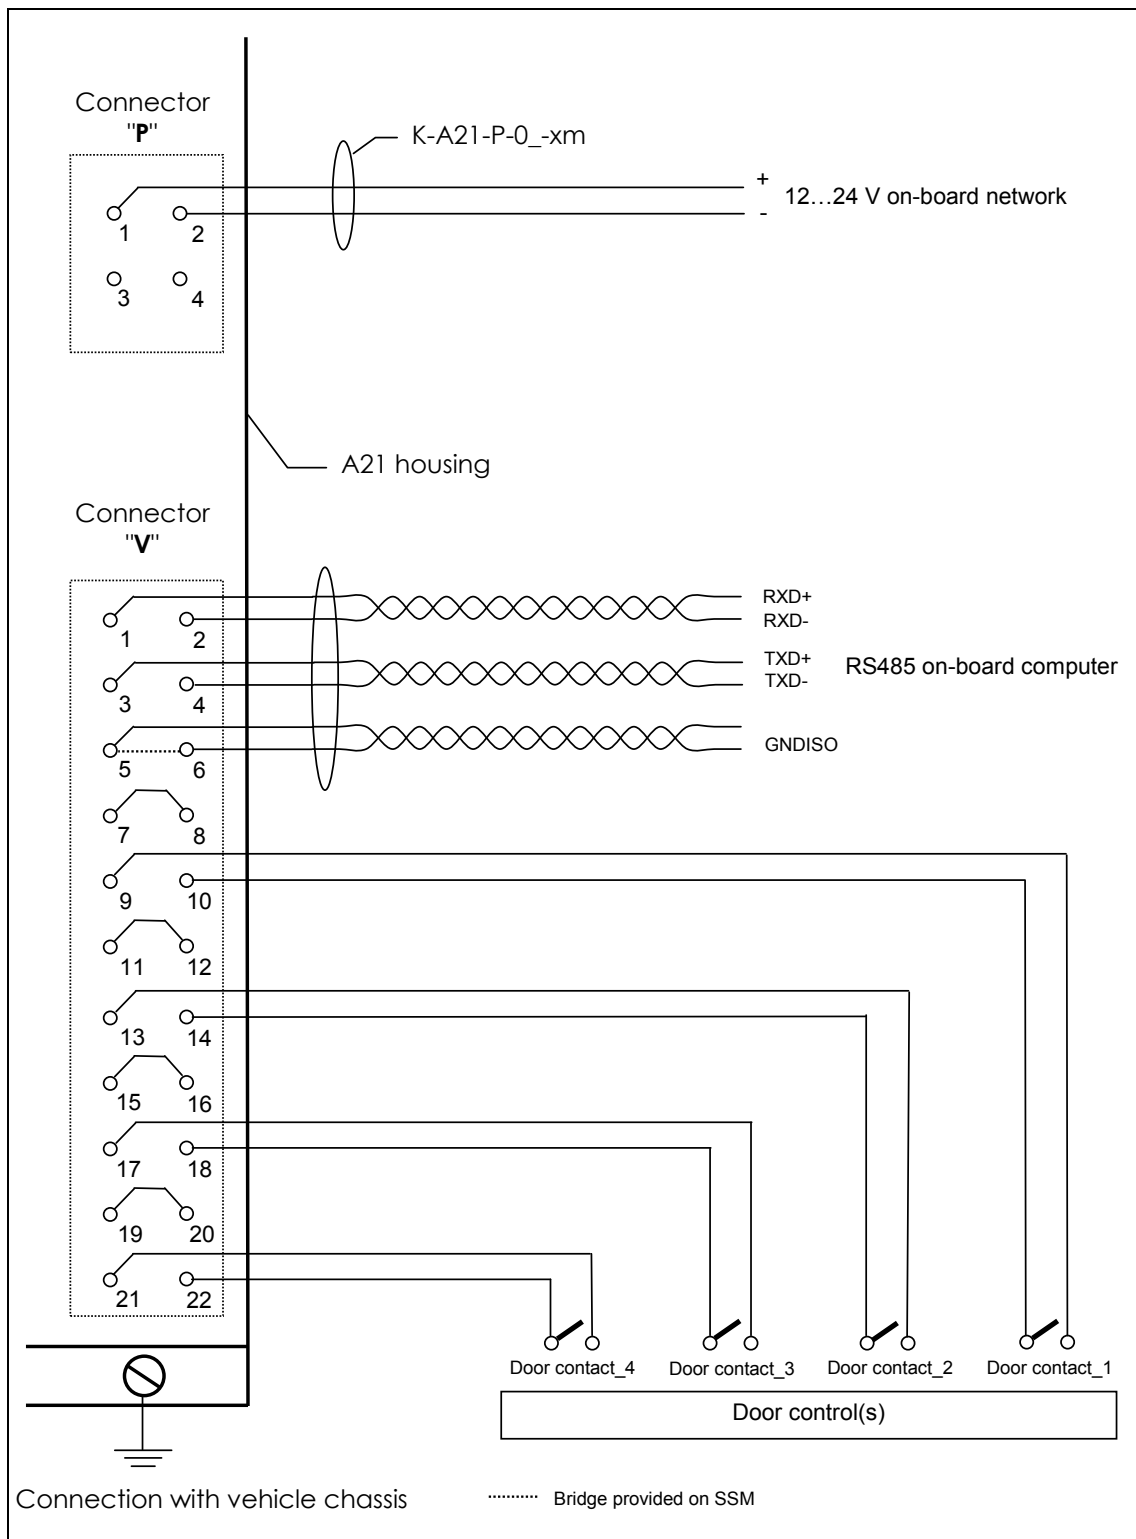 Connector
"P"
K-A21-P-0_-xm
+
12…24 V on-board network
-
1
2
3
4
A21 housing
Connector
"V"
RXD+
RXD-
1
2
TXD+
RS485 on-board computer
TXD-
3
4
GNDISO
5
6
7
8
9
10
11
12
13
14
15
16
17
18
19
20
21
22
Door contact_4
Door contact_3
Door contact_2
Door contact_1
Door control(s)
Connection with vehicle chassis
Bridge provided on SSM